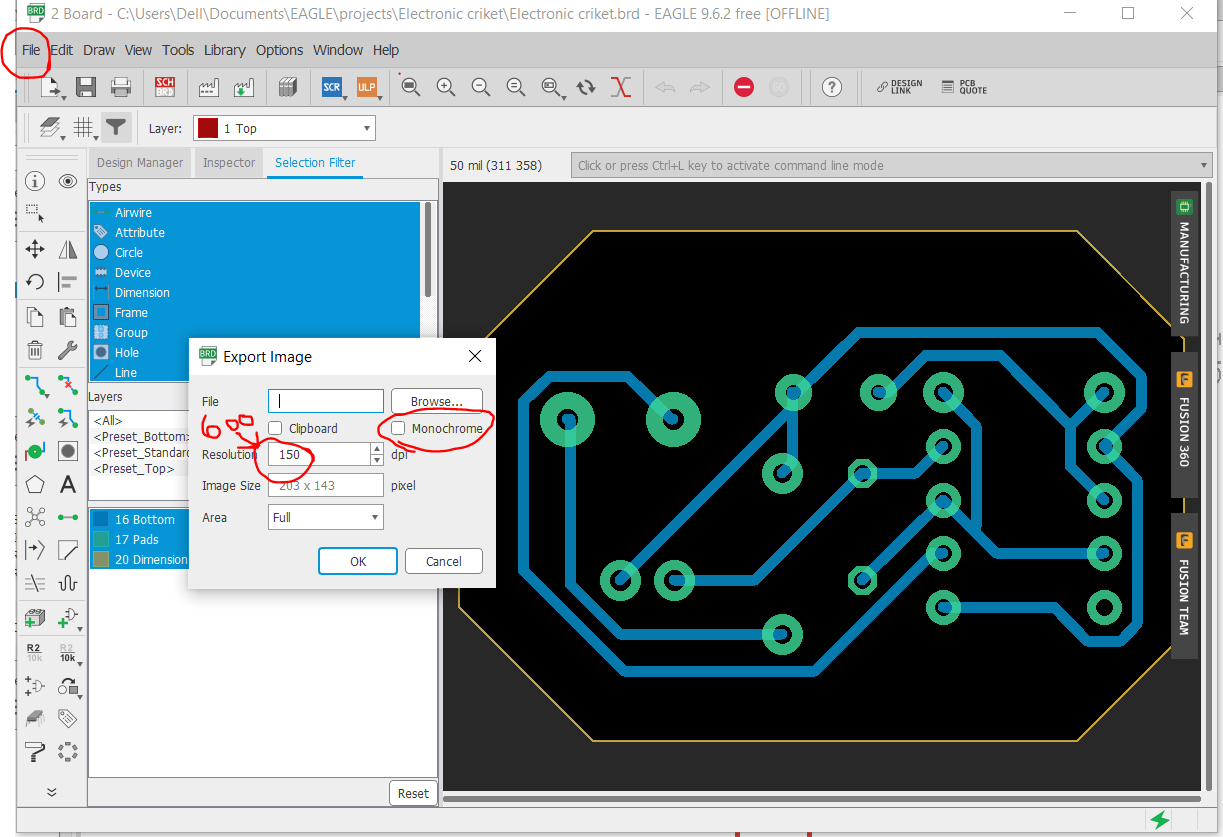 2 Board - C:\Users\Dell\Documents\EAGLE\projects\Electronic criket\Electronic criket.brd - EAGLE 9.6.2 free [OFFLINE]
File Edit Draw View Tools Library Options Window Help
SCH
BRD
SCR
ULP
GO
?
DESIGN
LINK
PCB
QUOTE
Layer:
1 Top
Design Manager
Inspector
Selection Filter
50 mil (311 358)
Click or press Ctrl+L key to activate command line mode
Types
Airwire
Attribute
Circle
Device
Dimension
Frame
Group
Hole
Line
Layers
<All>
<Preset_Bottom>
<Preset_Standard
<Preset_Top>
16 Bottom
17 Pads
20 Dimension
Reset
R2
10k
R2
10k
BRD
Export Image
File
Browse...
600
Clipboard
Monochrome
Resolution
150
dpi
Image Size
203 x 143
pixel
Area
Full
OK
Cancel
MANUFACTURING
FUSION 360
FUSION TEAM